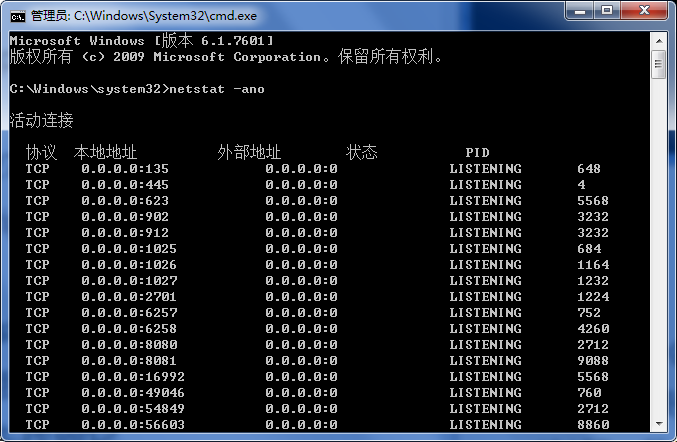 管理员: C:\Windows\System32\cmd.exe
Microsoft Windows [版本 6.1.7601]
版权所有 (c) 2009 Microsoft Corporation。保留所有权利。
C:\Windows\system32>netstat -ano
活动连接
协议 本地地址 外部地址 状态 PID
TCP 0.0.0.0:135 0.0.0.0:0 LISTENING 648
TCP 0.0.0.0:445 0.0.0.0:0 LISTENING 4
TCP 0.0.0.0:623 0.0.0.0:0 LISTENING 5568
TCP 0.0.0.0:902 0.0.0.0:0 LISTENING 3232
TCP 0.0.0.0:912 0.0.0.0:0 LISTENING 3232
TCP 0.0.0.0:1025 0.0.0.0:0 LISTENING 684
TCP 0.0.0.0:1026 0.0.0.0:0 LISTENING 1164
TCP 0.0.0.0:1027 0.0.0.0:0 LISTENING 1232
TCP 0.0.0.0:2701 0.0.0.0:0 LISTENING 1224
TCP 0.0.0.0:6257 0.0.0.0:0 LISTENING 752
TCP 0.0.0.0:6258 0.0.0.0:0 LISTENING 4260
TCP 0.0.0.0:8080 0.0.0.0:0 LISTENING 2712
TCP 0.0.0.0:8081 0.0.0.0:0 LISTENING 9088
TCP 0.0.0.0:16992 0.0.0.0:0 LISTENING 5568
TCP 0.0.0.0:49046 0.0.0.0:0 LISTENING 760
TCP 0.0.0.0:54849 0.0.0.0:0 LISTENING 2712
TCP 0.0.0.0:56603 0.0.0.0:0 LISTENING 8860